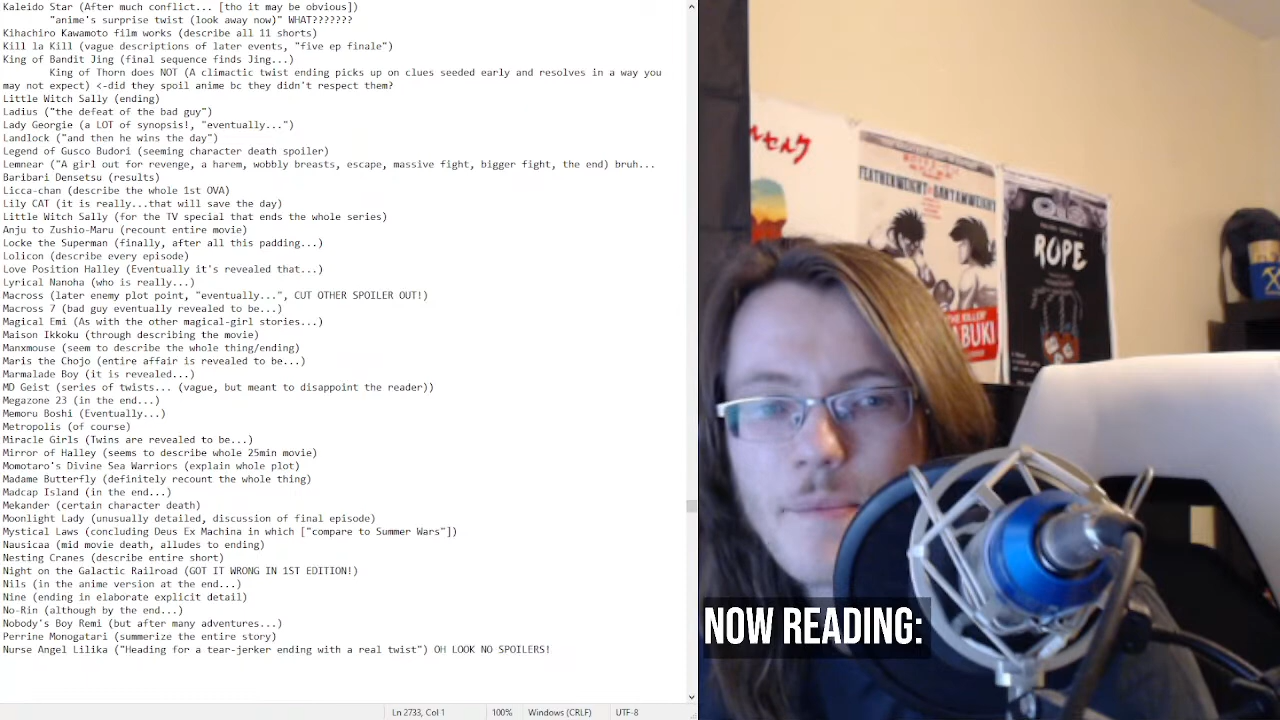 Kaleido Star (After much conflict... [tho it may be obvious])
"anime's surprise twist (look away now)" WHAT???????
Kihachiro Kawamoto film works (describe all 11 shorts)
Kill la Kill (vague descriptions of later events, "five ep finale")
King of Bandit Jing (final sequence finds Jing...)
King of Thorn does NOT (A climactic twist ending picks up on clues seeded early and resolves in a way you
may not expect) <-did they spoil anime bc they didn't respect them?
Little Witch Sally (ending)
Ladius ("the defeat of the bad guy")
Lady Georgie (a LOT of synopsis!, "eventually...")
Landlock ("and then he wins the day")
Legend of Gusco Budori (seeming character death spoiler)
Lemnear ("A girl out for revenge, a harem, wobbly breasts, escape, massive fight, bigger fight, the end) bruh...
Baribari Densetsu (results)
Licca-chan (describe the whole 1st OVA)
Lily CAT (it is really...that will save the day)
Little Witch Sally (for the TV special that ends the whole series)
Anju to Zushio-Maru (recount entire movie)
Locke the Superman (finally, after all this padding...)
Lolicon (describe every episode)
Love Position Halley (Eventually it's revealed that...)
Lyrical Nanoha (who is really...)
Macross (later enemy plot point, "eventually...", CUT OTHER SPOILER OUT!)
Macross 7 (bad guy eventually revealed to be...)
Magical Emi (As with the other magical-girl stories...)
Maison Ikkoku (through describing the movie)
Manxmouse (seem to describe the whole thing/ending)
Maris the Chojo (entire affair is revealed to be...)
Marmalade Boy (it is revealed...)
MD Geist (series of twists... (vague, but meant to disappoint the reader))
Megazone 23 (in the end...)
Memoru Boshi (Eventually...)
Metropolis (of course)
Miracle Girls (Twins are revealed to be...)
Mirror of Halley (seems to describe whole 25min movie)
Momotaro's Divine Sea Warriors (explain whole plot)
Madame Butterfly (definitely recount the whole thing)
Madcap Island (in the end...)
Mekander (certain character death)
Moonlight Lady (unusually detailed, discussion of final episode)
Mystical Laws (concluding Deus Ex Machina in which ["compare to Summer Wars"])
Nausicaa (mid movie death, alludes to ending)
Nesting Cranes (describe entire short)
Night on the Galactic Railroad (GOT IT WRONG IN 1ST EDITION!)
Nils (in the anime version at the end...)
Nine (ending in elaborate explicit detail)
No-Rin (although by the end...)
Nobody's Boy Remi (but after many adventures...)
Perrine Monogatari (summerize the entire story)
Nurse Angel Lilika ("Heading for a tear-jerker ending with a real twist") OH LOOK NO SPOILERS!
Ln 2733, Col 1 100% Windows (CRLF) UTF-8
ルセルク
FEATHERWEIGHT BANTAMWEIGHT
ROPE
THE KILLER
ABUKI
NOW READING: